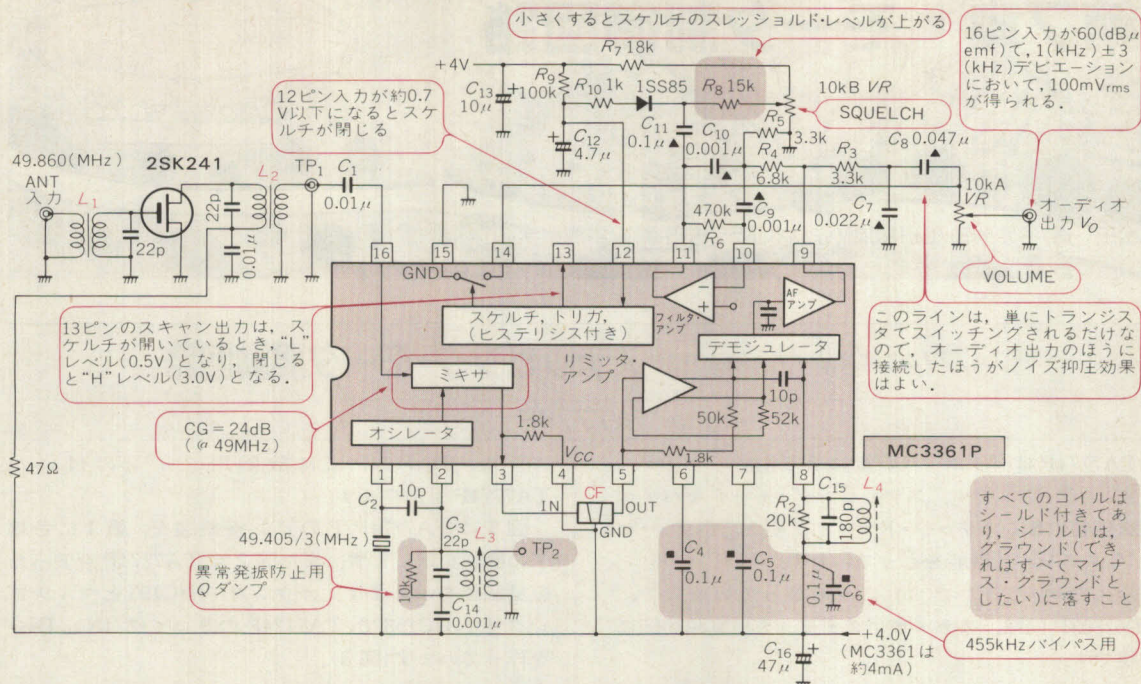 小さくするとスケルチのスレッショルド・レベルが上がる
16ピン入力が60(dBμ
emf)で,1(kHz)±3
(kHz)デビエーション
において,100mVrms
が得られる.
+4V
R7 18k
R9
100k
R10 1k
1SS85
R8 15k
10kB VR
SQUELCH
C13
10μ
12ピン入力が約0.7
V以下になるとスケ
ルチが閉じる
C12
4.7μ
C11
0.1μ
C10
0.001μ
R5
3.3k
R4
6.8k
R3
3.3k
C8 0.047μ
10kA
VR
オーディオ
出力 VO
VOLUME
C7
0.022μ
470k
R6
C9
0.001μ
49.860(MHz)
ANT
入力
L1
22p
2SK241
22p
0.01μ
L2
TP1
C1
0.01μ
16
15
14
13
12
11
10
9
GND
スケルチ,トリガ,
(ヒステリシス付き)
フィルタ・
アンプ
AF
アンプ
デモジュレータ
リミッタ・
アンプ
ミキサ
オシレータ
1.8k
VCC
50k
52k
10p
1.8k
MC3361P
13ピンのスキャン出力は,ス
ケルチが開いているとき,“L”
レベル(0.5V)となり,閉じる
と“H”レベル(3.0V)となる.
CG=24dB
(@ 49MHz)
このラインは,単にトランジス
タでスイッチングされるだけな
ので,オーディオ出力のほうに
接続したほうがノイズ抑圧効果
はよい.
1
2
3
4
5
6
7
8
47Ω
C2
10p
49.405/3(MHz)
C3
22p
L3
TP2
10k
C14
0.001μ
異常発振防止用
Qダンプ
CF
IN
OUT
GND
C4
0.1μ
C5
0.1μ
R2
20k
C15
180p
L4
0.1μ
C6
C16
47μ
+4.0V
(MC3361は
約4mA)
455kHzバイパス用
すべてのコイルは
シールド付きであ
り,シールドは,
グラウンド(でき
ればすべてマイナ
ス・グラウンドと
したい)に落すこと